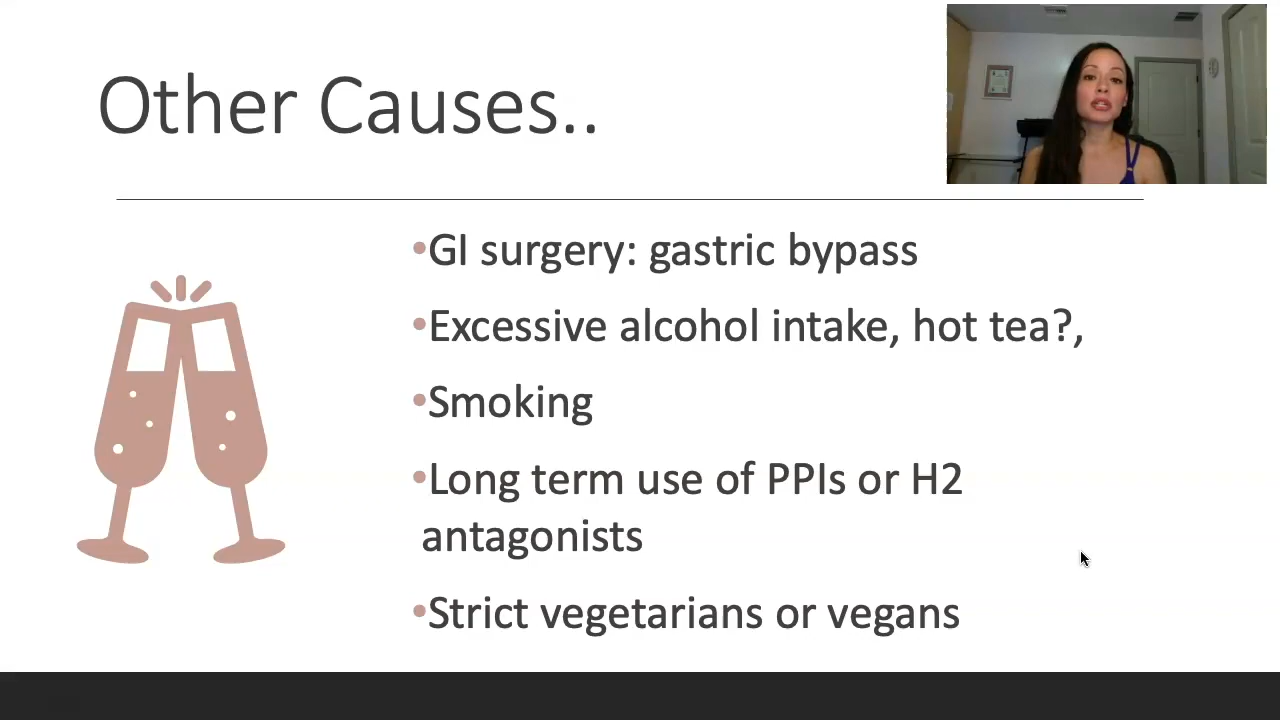 Other Causes..
•GI surgery: gastric bypass
•Excessive alcohol intake, hot tea?,
•Smoking
•Long term use of PPIs or H2
antagonists
•Strict vegetarians or vegans